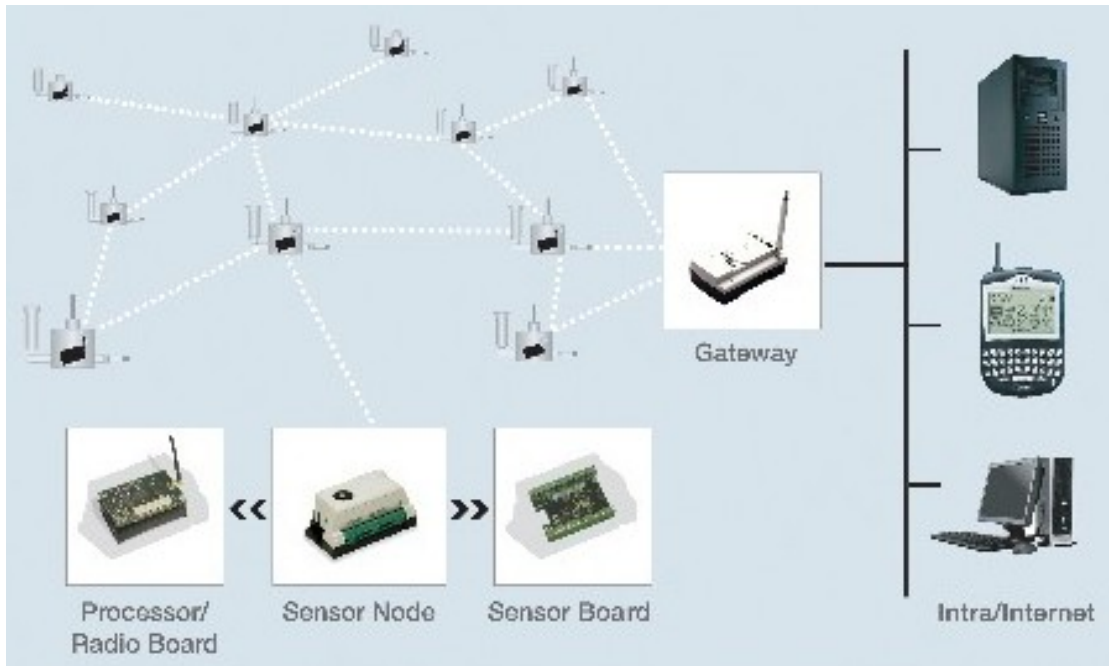 Gateway
Processor/
Radio Board
Sensor Node
Sensor Board
Intra/Internet